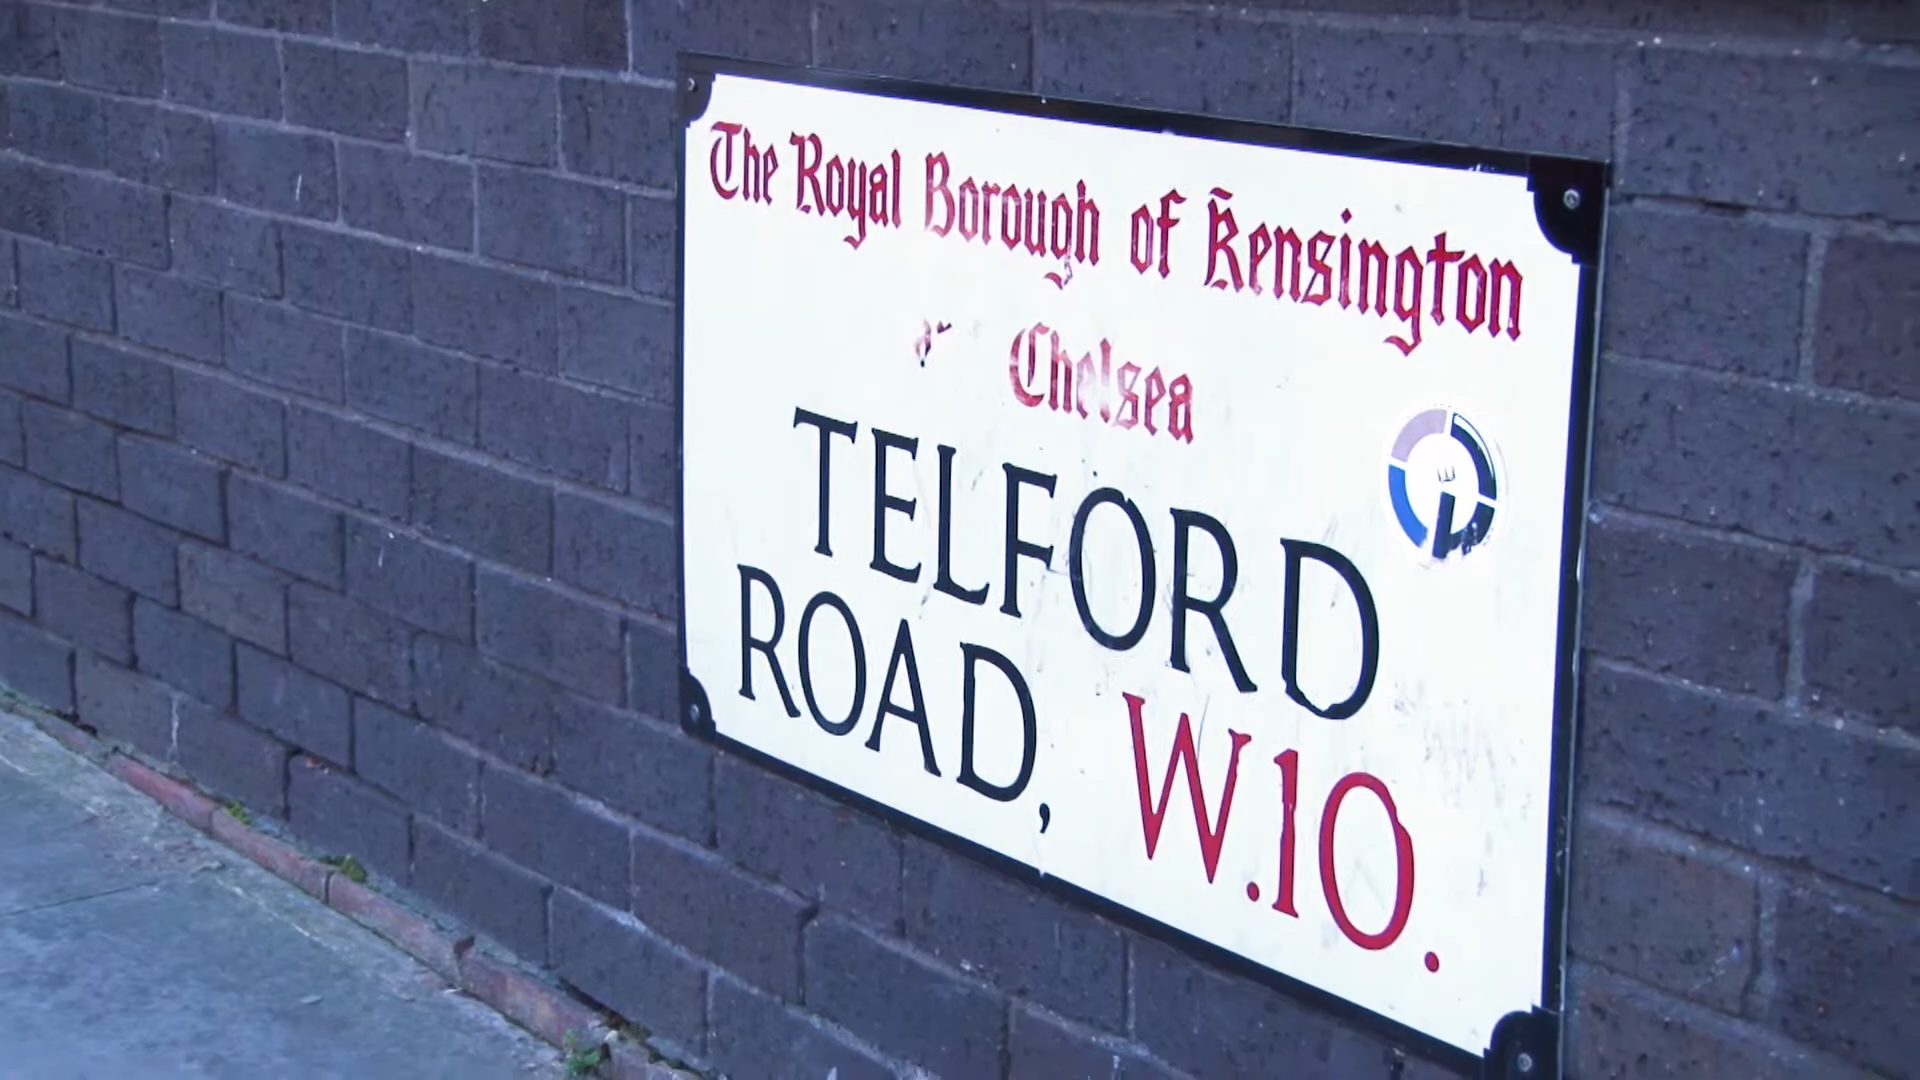 The Royal Borough of Kensington
Chelsea
TELFORD
ROAD, W.10.